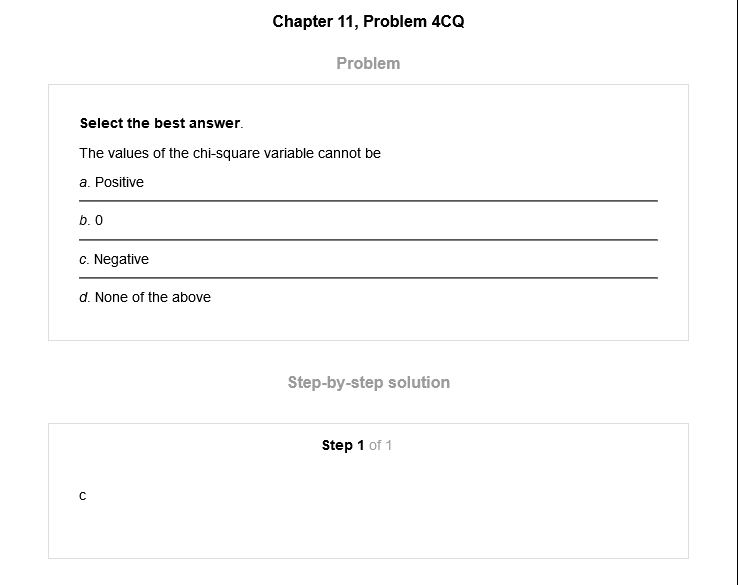 Chapter 11, Problem 4CQ
Problem
Select the best answer.
The values of the chi-square variable cannot be
a. Positive
b. 0
c. Negative
d. None of the above
Step-by-step solution
Step 1 of 1
c